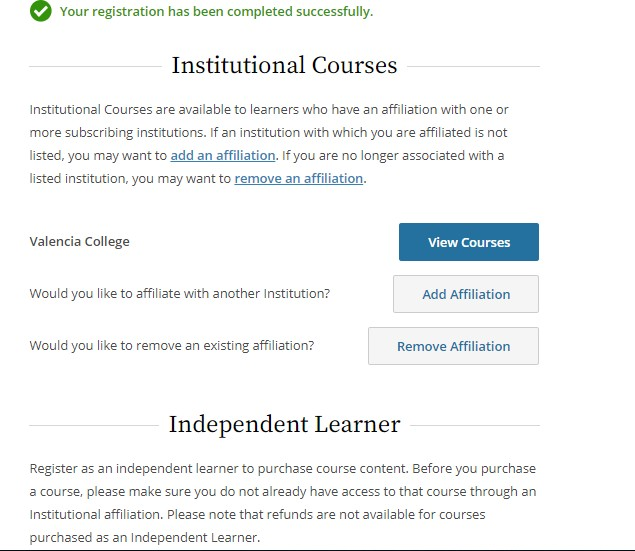 Your registration has been completed successfully.
Institutional Courses
Institutional Courses are available to learners who have an affiliation with one or
more subscribing institutions. If an institution with which you are affiliated is not
listed, you may want to add an affiliation. If you are no longer associated with a
listed institution, you may want to remove an affiliation.
Valencia College
View Courses
Would you like to affiliate with another Institution?
Add Affiliation
Would you like to remove an existing affiliation?
Remove Affiliation
Independent Learner
Register as an independent learner to purchase course content. Before you purchase
a course, please make sure you do not already have access to that course through an
Institutional affiliation. Please note that refunds are not available for courses
purchased as an Independent Learner.